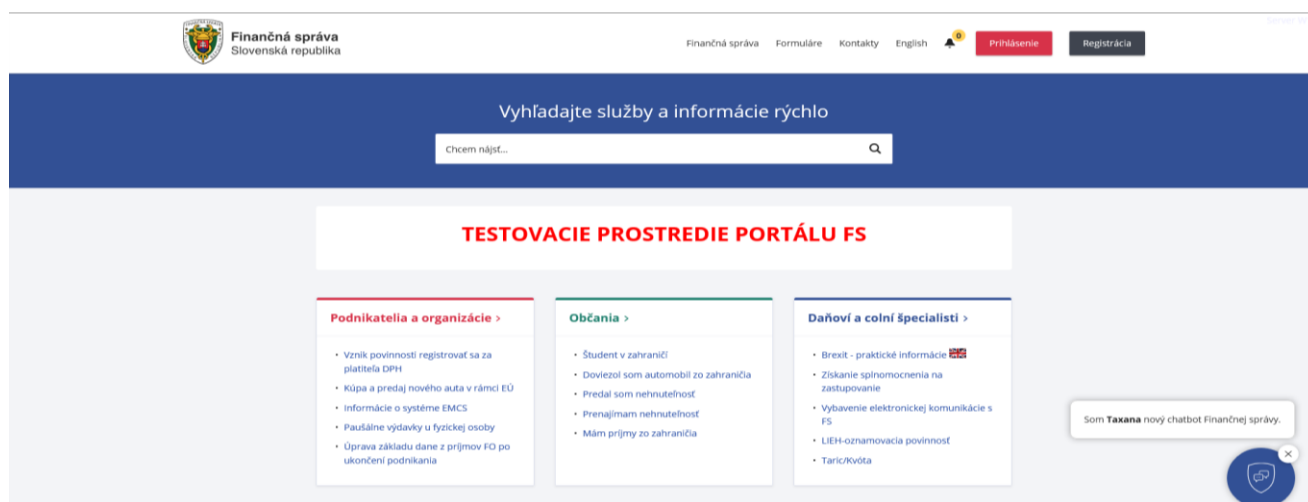 Finančná správa
Slovenská republika
Finančná správa
Formuláre
Kontakty
English
0
Prihlásenie
Registrácia
Vyhľadajte služby a informácie rýchlo
Chcem nájsť...
TESTOVACIE PROSTREDIE PORTÁLU FS
Podnikatelia a organizácie >
• Vznik povinnosti registrovať sa za
platiteľa DPH
• Kúpa a predaj nového auta v rámci EÚ
• Informácie o systéme EMCS
• Paušálne výdavky u fyzickej osoby
• Úprava základu dane z príjmov FO po
ukončení podnikania
Občania >
• Študent v zahraničí
• Doviezol som automobil zo zahraničia
• Predal som nehnuteľnosť
• Prenajímam nehnuteľnosť
• Mám príjmy zo zahraničia
Daňoví a colní špecialisti >
• Brexit - praktické informácie
• Získanie splnomocnenia na
zastupovanie
• Vybavenie elektronickej komunikácie s
FS
• LIEH-oznamovacia povinnosť
• Taric/Kvóta
Som Taxana nový chatbot Finančnej správy.